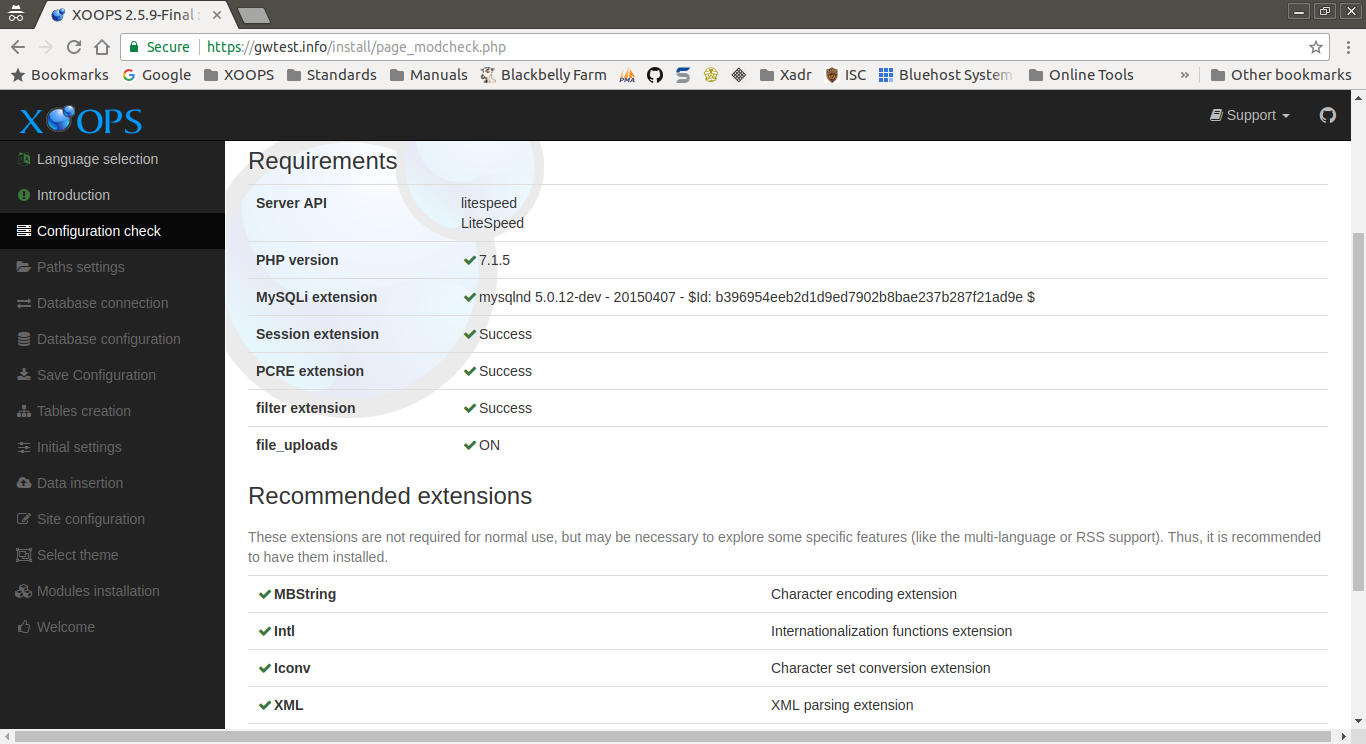 XOOPS 2.5.9-Final :
Secure https://gwtest.info/install/page_modcheck.php
Bookmarks Google XOOPS Standards Manuals Blackbelly Farm PMA Xadr ISC Bluehost System Online Tools » Other bookmarks
XOOPS Support
Language selection
Introduction
Configuration check
Paths settings
Database connection
Database configuration
Save Configuration
Tables creation
Initial settings
Data insertion
Site configuration
Select theme
Modules installation
Welcome
Requirements
Server API litespeed
LiteSpeed
PHP version 7.1.5
MySQLi extension mysqlnd 5.0.12-dev - 20150407 - $Id: b396954eeb2d1d9ed7902b8bae237b287f21ad9e $
Session extension Success
PCRE extension Success
filter extension Success
file_uploads ON
Recommended extensions
These extensions are not required for normal use, but may be necessary to explore some specific features (like the multi-language or RSS support). Thus, it is recommended
to have them installed.
MBString Character encoding extension
Intl Internationalization functions extension
Iconv Character set conversion extension
XML XML parsing extension